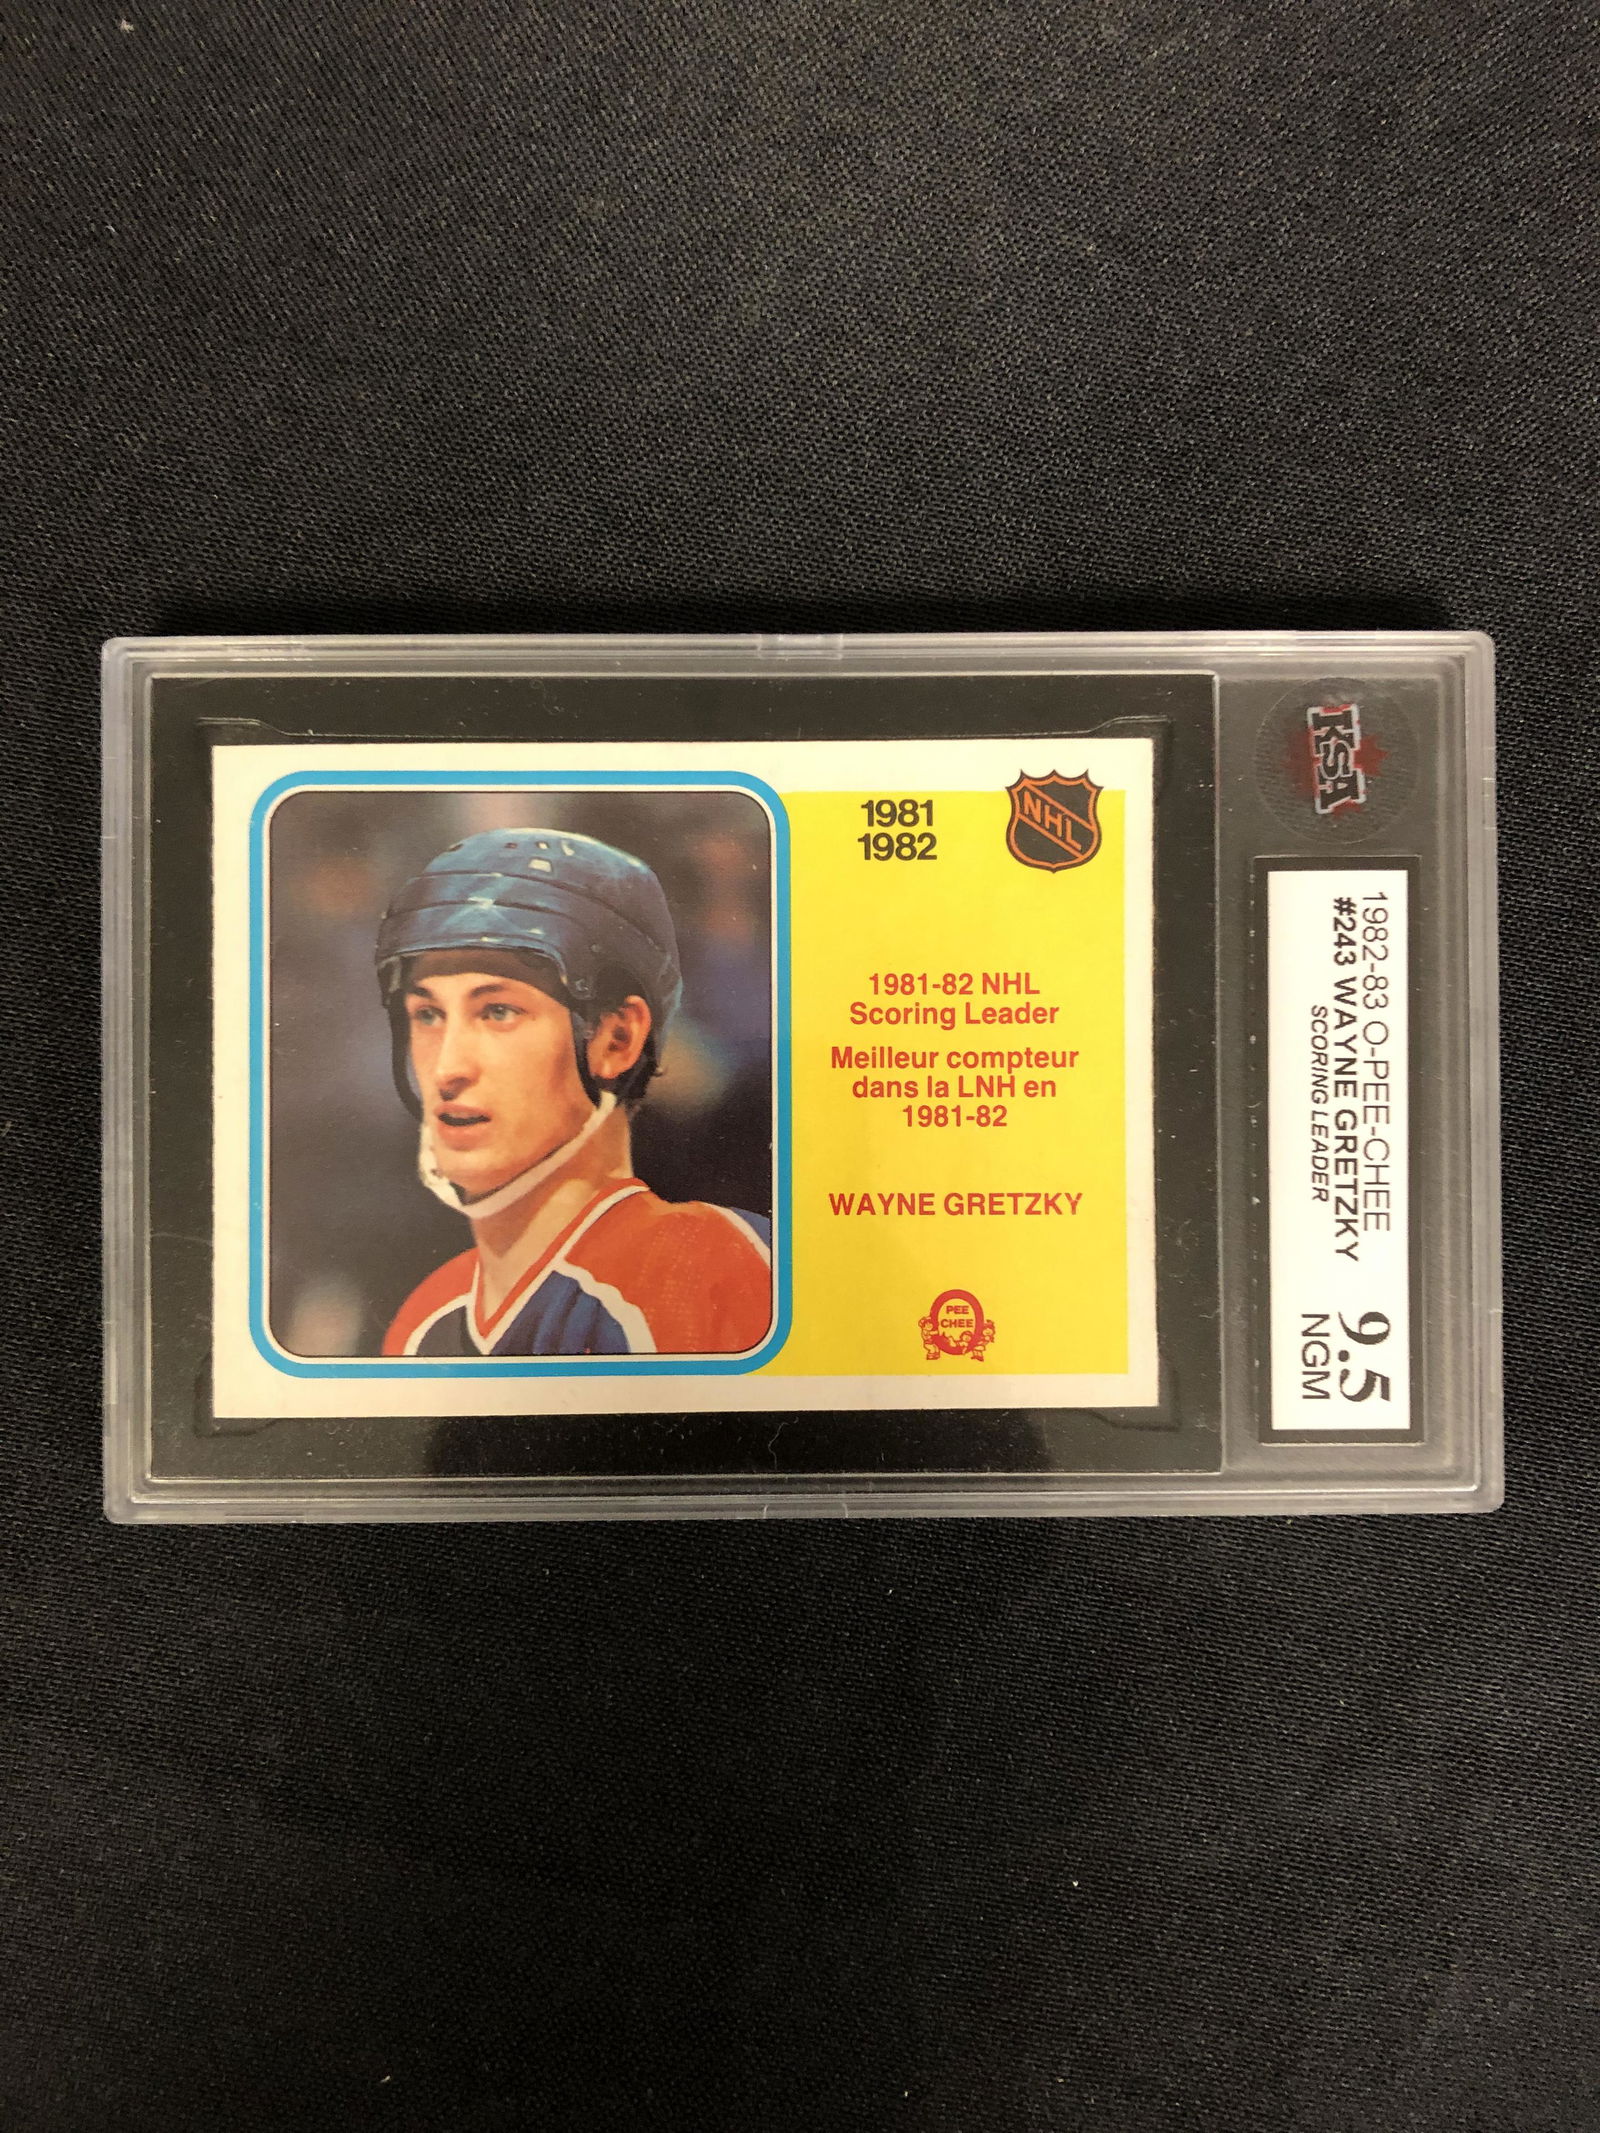 1981
1982
NHL
1981-82 NHL
Scoring Leader
Meilleur compteur
dans la LNH en
1981-82
WAYNE GRETZKY
PEE
CHEE
KSA
1982-83 O-PEE-CHEE
#243 WAYNE GRETZKY
SCORING LEADER
9.5
NGM